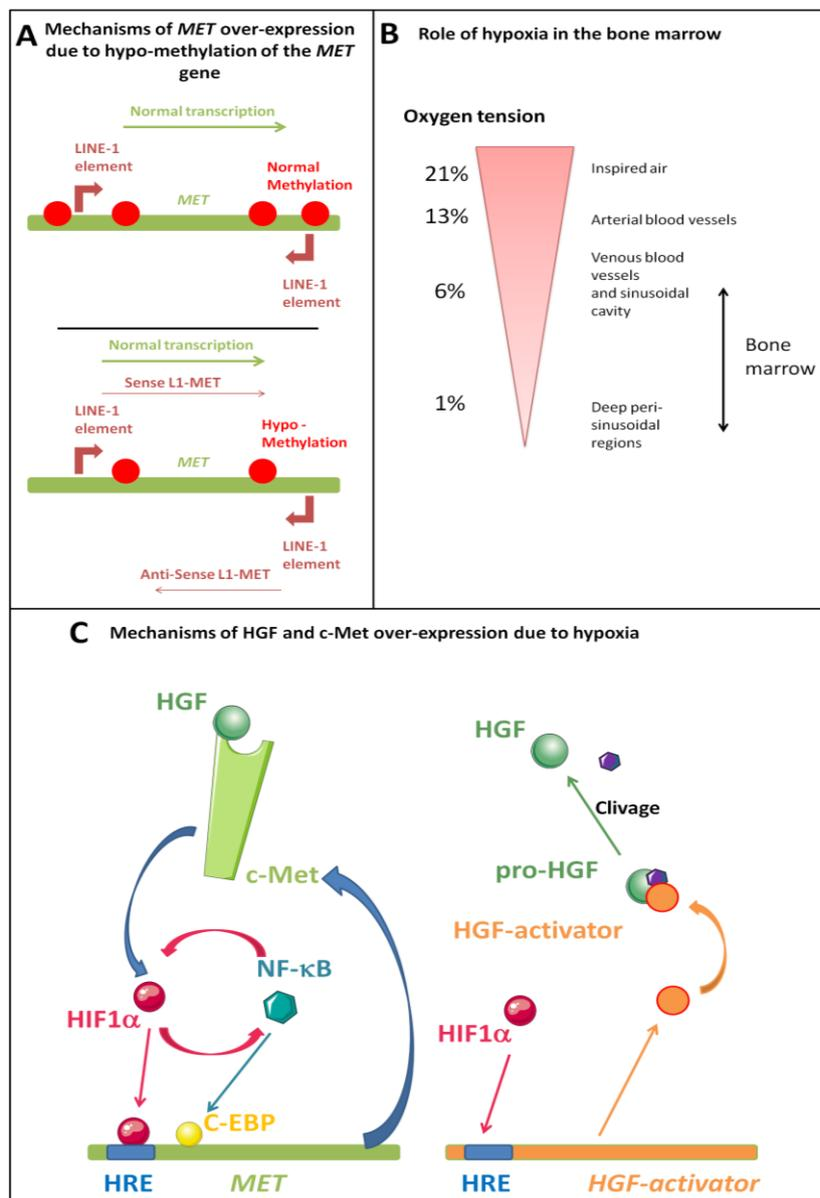 A Mechanisms of MET over-expression
due to hypo-methylation of the MET
gene
Normal transcription
LINE-1
element
Normal
Methylation
MET
LINE-1
element
Normal transcription
Sense L1-MET
LINE-1
element
Hypo -
Methylation
MET
LINE-1
element
Anti-Sense L1-MET
B Role of hypoxia in the bone marrow
Oxygen tension
21% Inspired air
13% Arterial blood vessels
Venous blood
vessels
6% and sinusoidal
cavity
Bone
marrow
1% Deep peri-
sinusoidal
regions
C Mechanisms of HGF and c-Met over-expression due to hypoxia
HGF
c-Met
NF-κB
HIF1α
C-EBP
HRE MET
HGF
Clivage
pro-HGF
HGF-activator
HIF1α
HRE HGF-activator